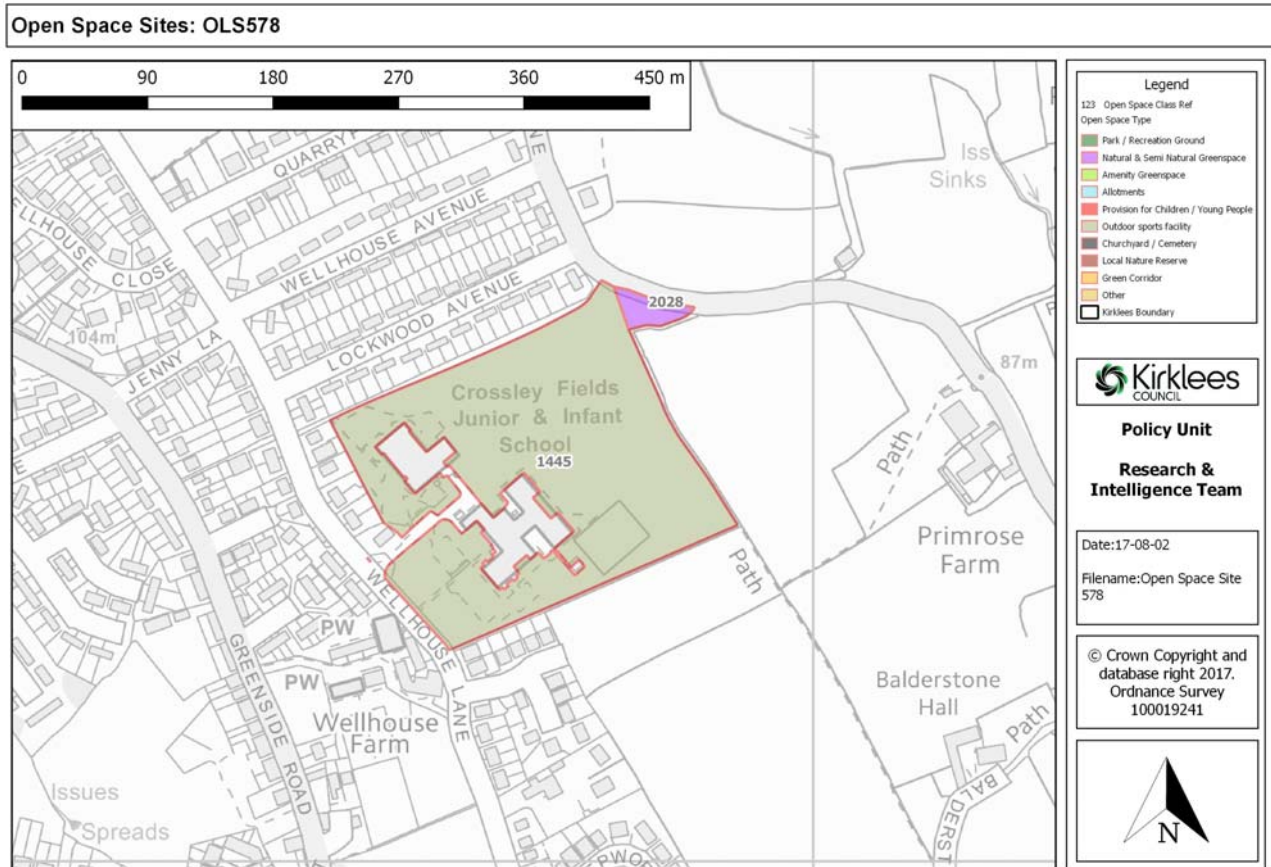 Open Space Sites: OLS578
0 90 180 270 360 450 m
QUARRY
WELLHOUSE AVENUE
ELLHOUSE CLOSE
LOCKWOOD AVENUE
JENNY LA
104m
NE
Iss
Sinks
2028
Crossley Fields
Junior & Infant
School
1445
87m
Path
Primrose
Farm
Path
Balderstone
Hall
Path
BALDERST
WELLHOUSE LANE
PW
PW
Wellhouse
Farm
GREENSIDE ROAD
Issues
Spreads
E
PWO
Legend
123 Open Space Class Ref
Open Space Type
Park / Recreation Ground
Natural & Semi Natural Greenspace
Amenity Greenspace
Allotments
Provision for Children / Young People
Outdoor sports facility
Churchyard / Cemetery
Local Nature Reserve
Green Corridor
Other
Kirklees Boundary
Kirklees
COUNCIL
Policy Unit
Research &
Intelligence Team
Date:17-08-02
Filename:Open Space Site
578
© Crown Copyright and
database right 2017.
Ordnance Survey
100019241
N